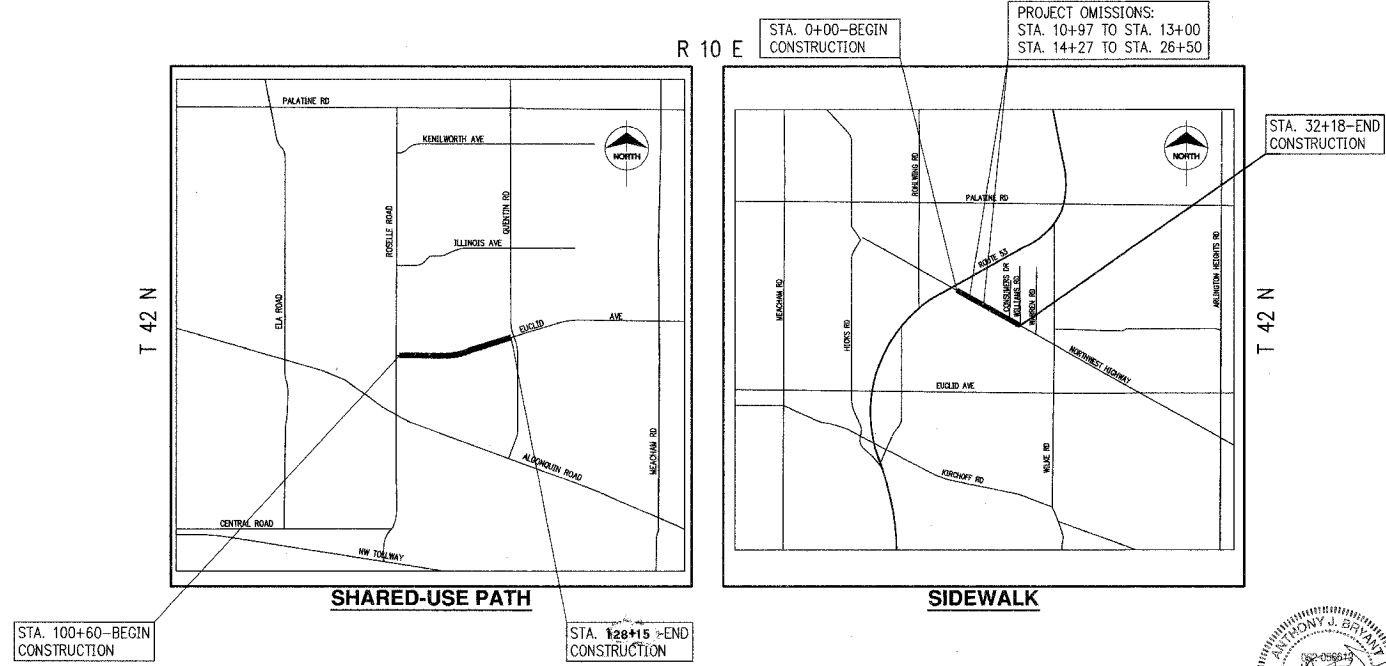 PROJECT OMISSIONS:
STA. 10+97 TO STA. 13+00
STA. 14+27 TO STA. 26+50
STA. 0+00-BEGIN
CONSTRUCTION
R 10 E
STA. 32+18-END
CONSTRUCTION
T 42 N
PALATINE RD
KENILWORTH AVE
NORTH
ROSELLE ROAD
QUENTIN RD
ILLINOIS AVE
ELA ROAD
EUCLID
AVE
MEACHAM RD
ALGONQUIN ROAD
CENTRAL ROAD
NW TOLLWAY
SHARED-USE PATH
STA. 100+60-BEGIN
CONSTRUCTION
STA. 128+15 -END
CONSTRUCTION
NORTH
ROHLWING RD
PALATINE RD
ROUTE 53
MEACHAM RD
HICKS RD
CONSUMERS DR
WILLIAMS RD
WARREN RD
ARLINGTON HEIGHTS RD
T 42 N
NORTHWEST HIGHWAY
EUCLID AVE
WILKE RD
KIRCHOFF RD
SIDEWALK
ANTHONY J. BRYANT